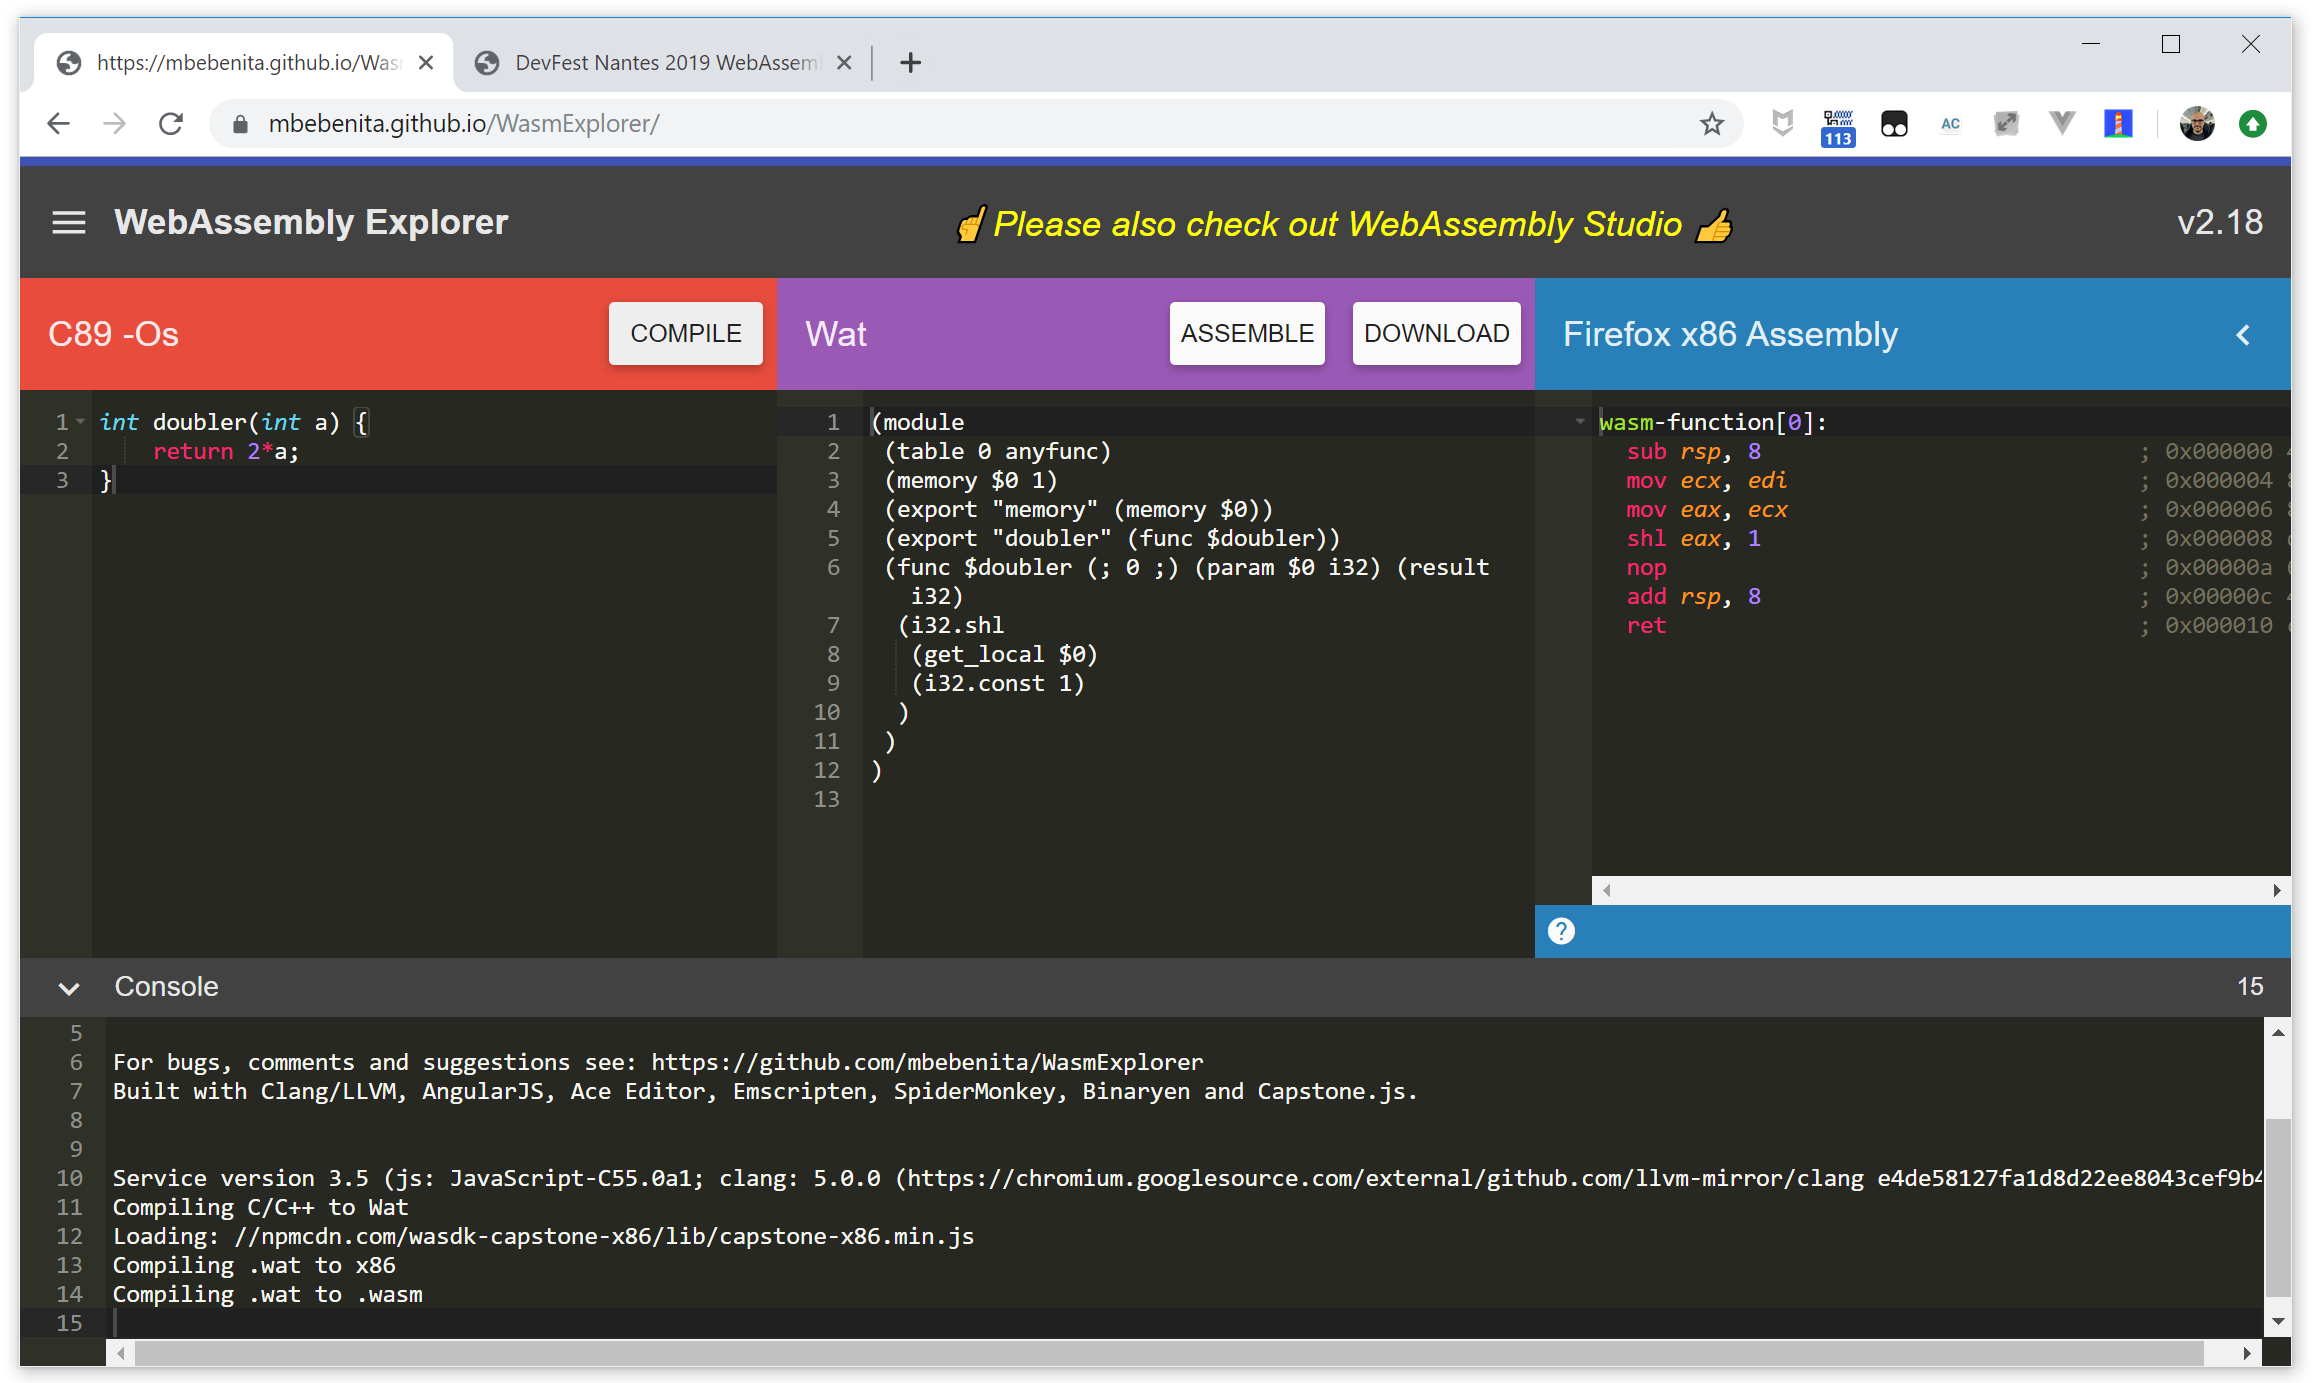 https://mbebenita.github.io/Was
DevFest Nantes 2019 WebAssem
mbebenita.github.io/WasmExplorer/
113
AC
WebAssembly Explorer
☝Please also check out WebAssembly Studio 👍
v2.18
C89 -Os
COMPILE
Wat
ASSEMBLE
DOWNLOAD
Firefox x86 Assembly
1 int doubler(int a) {
2 return 2*a;
3 }
1 (module
2 (table 0 anyfunc)
3 (memory $0 1)
4 (export "memory" (memory $0))
5 (export "doubler" (func $doubler))
6 (func $doubler (; 0 ;) (param $0 i32) (result
i32)
7 (i32.shl
8 (get_local $0)
9 (i32.const 1)
10 )
11 )
12 )
13
wasm-function[0]:
sub rsp, 8 ; 0x000000
mov ecx, edi ; 0x000004
mov eax, ecx ; 0x000006
shl eax, 1 ; 0x000008
nop ; 0x00000a
add rsp, 8 ; 0x00000c
ret ; 0x000010
?
Console
15
5
6 For bugs, comments and suggestions see: https://github.com/mbebenita/WasmExplorer
7 Built with Clang/LLVM, AngularJS, Ace Editor, Emscripten, SpiderMonkey, Binaryen and Capstone.js.
8
9
10 Service version 3.5 (js: JavaScript-C55.0a1; clang: 5.0.0 (https://chromium.googlesource.com/external/github.com/llvm-mirror/clang e4de58127fa1d8d22ee8043cef9b4
11 Compiling C/C++ to Wat
12 Loading: //npmcdn.com/wasdk-capstone-x86/lib/capstone-x86.min.js
13 Compiling .wat to x86
14 Compiling .wat to .wasm
15